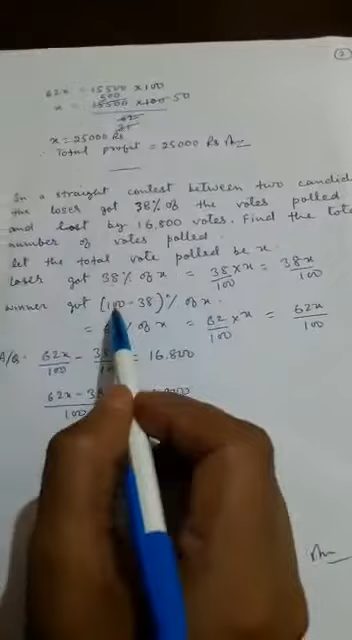 62x = 15500 × 100
x = 15500 × 100 50
x = 25000 Rs
∴ Total profit = 25000 Rs Ans
In a straight contest between two candid
the loser got 38% of the votes polled
and lost by 16,800 votes. Find the tota
number of votes polled.
let the total vote polled be x.
loser got 38% of x = 38/100 × x = 38x/100
winner got (100 - 38)% of x.
= % of x = 62/100 × x = 62x/100
A/Q. 62x/100 - = 16.800
62x - 38
Ans